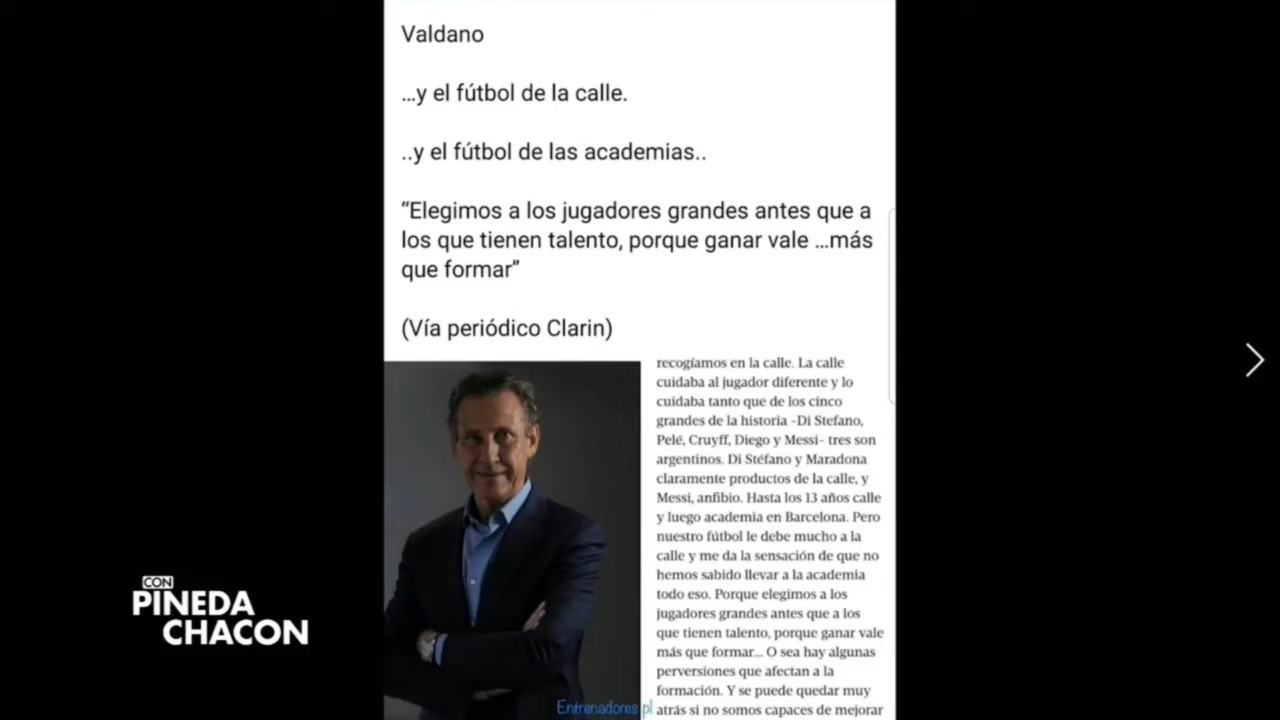 Valdano
...y el fútbol de la calle.
..y el fútbol de las academias..
“Elegimos a los jugadores grandes antes que a
los que tienen talento, porque ganar vale ...más
que formar”
(Vía periódico Clarin)
recogíamos en la calle. La calle
cuidaba al jugador diferente y lo
cuidaba tanto que de los cinco
grandes de la historia -Di Stefano,
Pelé, Cruyff, Diego y Messi- tres son
argentinos. Di Stéfano y Maradona
claramente productos de la calle, y
Messi, anfibio. Hasta los 13 años calle
y luego academia en Barcelona. Pero
nuestro fútbol le debe mucho a la
calle y me da la sensación de que no
hemos sabido llevar a la academia
todo eso. Porque elegimos a los
jugadores grandes antes que a los
que tienen talento, porque ganar vale
más que formar... O sea hay algunas
perversiones que afectan a la
formación. Y se puede quedar muy
atrás si no somos capaces de mejorar
Entrenadores.pl
CON
PINEDA
CHACON